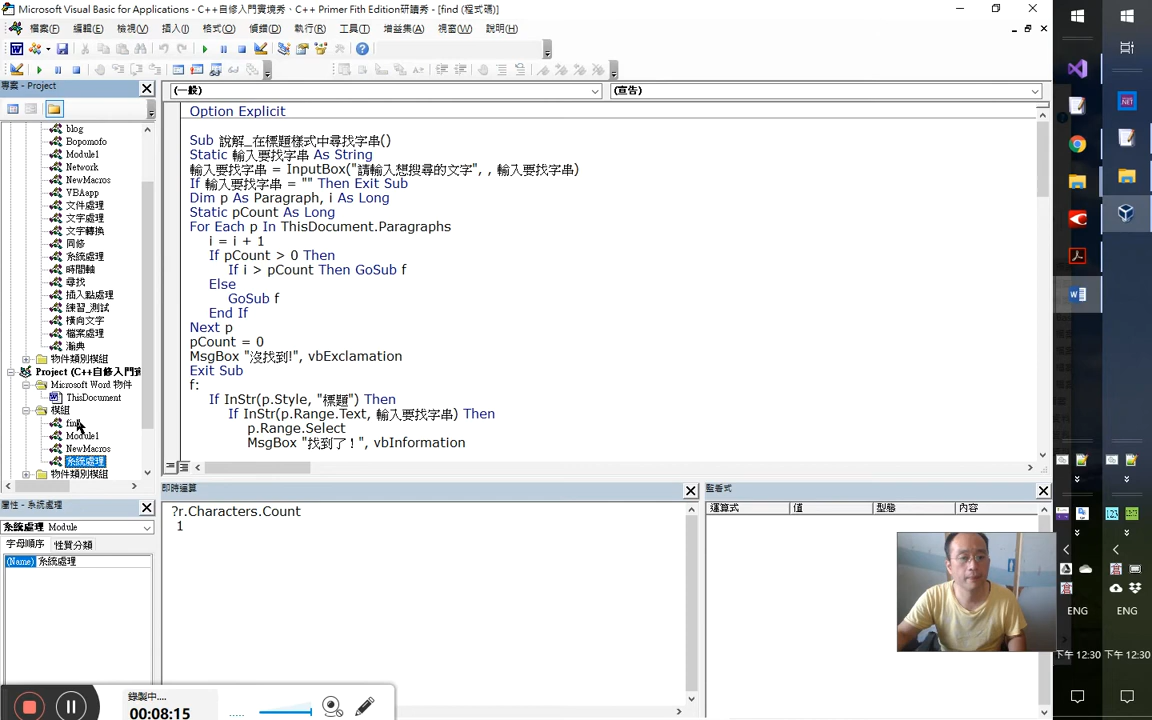 Microsoft Visual Basic for Applications - C++自修入門實境秀、C++ Primer Fifth Edition研讀秀 - [find (程式碼)]
檔案(F) 編輯(E) 檢視(V) 插入(I) 格式(O) 偵錯(D) 執行(R) 工具(T) 增益集(A) 視窗(W) 說明(H)
專案 - Project
(一般)
(宣告)
blog
Bopomofo
Module1
Network
NewMacros
VBAapp
文件處理
文字處理
文字轉換
同修
系統處理
時間軸
尋找
插入點處理
練習_測試
橫向文字
檔案處理
瀚典
物件類別模組
Project (C++自修入門實
Microsoft Word 物件
ThisDocument
模組
Module1
NewMacros
系統處理
物件類別模組
Option Explicit
Sub 說解_在標題樣式中尋找字串()
Static 輸入要找字串 As String
輸入要找字串 = InputBox("請輸入想搜尋的文字", , 輸入要找字串)
If 輸入要找字串 = "" Then Exit Sub
Dim p As Paragraph, i As Long
Static pCount As Long
For Each p In ThisDocument.Paragraphs
i = i + 1
If pCount > 0 Then
If i > pCount Then GoSub f
Else
GoSub f
End If
Next p
pCount = 0
MsgBox "沒找到!", vbExclamation
Exit Sub
f:
If InStr(p.Style, "標題") Then
If InStr(p.Range.Text, 輸入要找字串) Then
p.Range.Select
MsgBox "找到了!", vbInformation
屬性 - 系統處理
系統處理 Module
字母順序 性質分類
(Name) 系統處理
即時運算
?r.Characters.Count
1
監看式
運算式 值 型態 內容
錄製中....
00:08:15
ENG
下午 12:30
ENG
下午 12:30